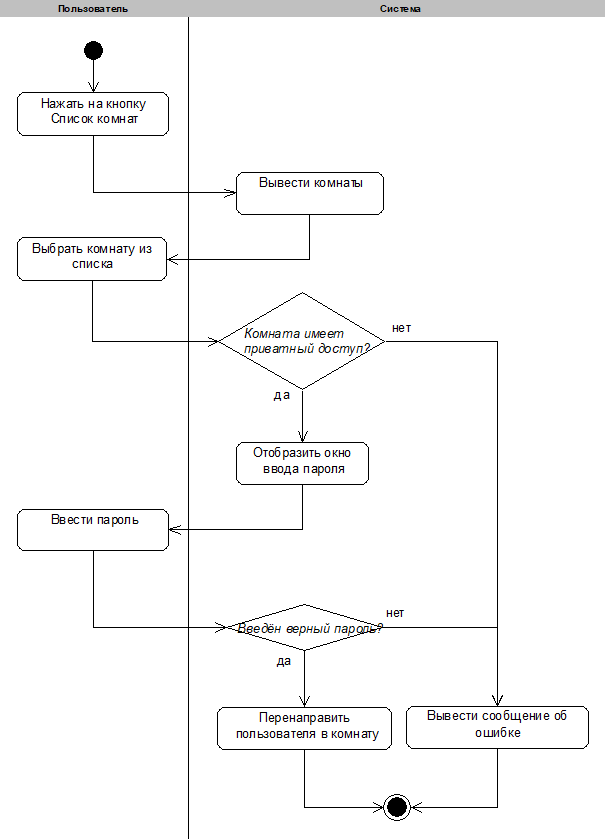 Пользователь
Система
Нажать на кнопку
Список комнат
Вывести комнаты
Выбрать комнату из
списка
Комната имеет
приватный доступ?
нет
да
Отобразить окно
ввода пароля
Ввести пароль
Введён верный пароль?
нет
да
Перенаправить
пользователя в комнату
Вывести сообщение об
ошибке